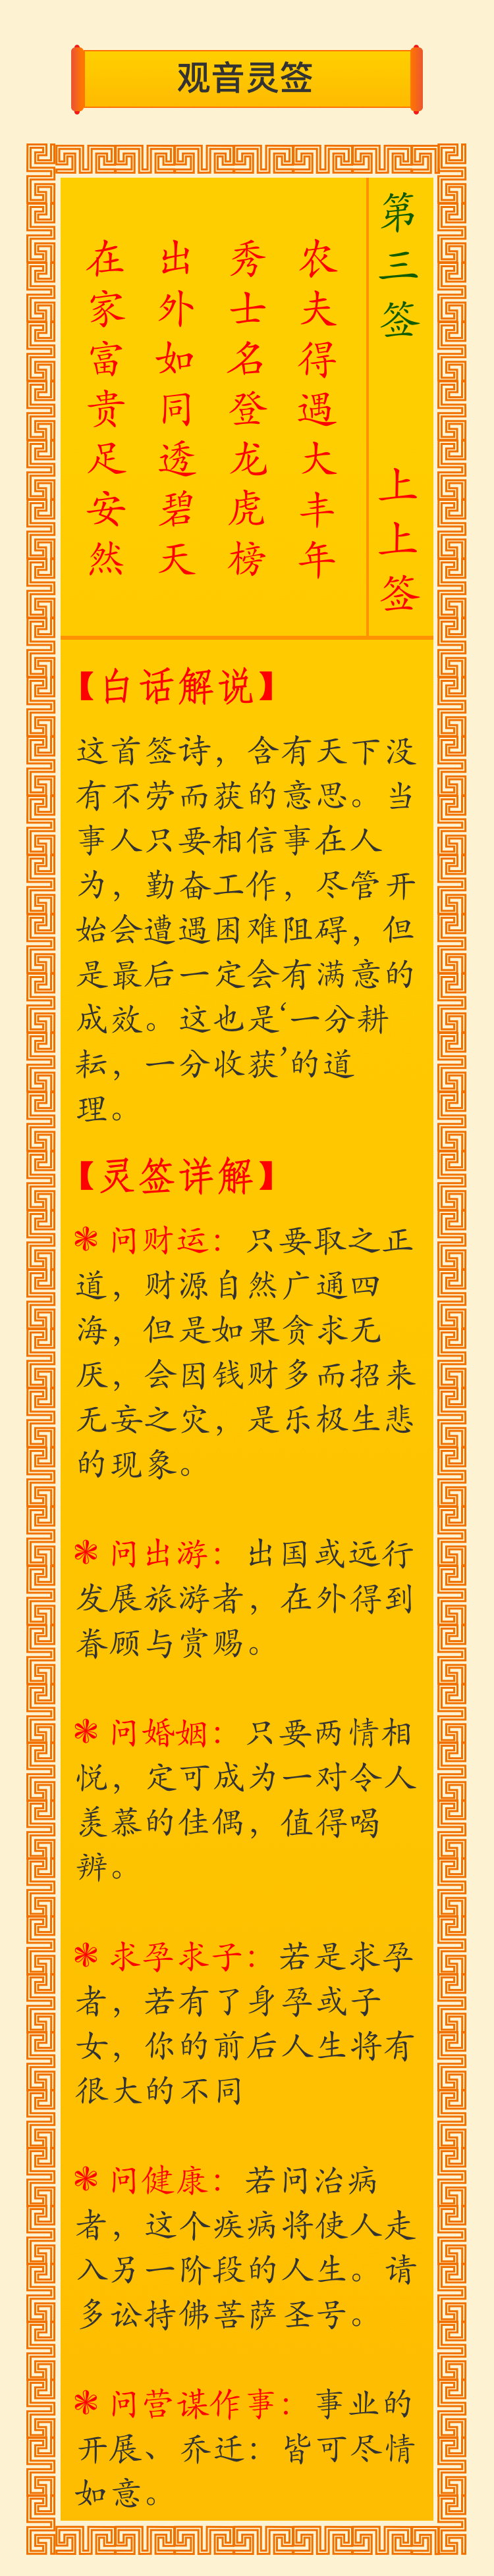 观音灵签
第三签 上上签
农夫得遇大丰年
秀士名登龙虎榜
出外如同透碧天
在家富贵足安然
【白话解说】
这首签诗，含有天下没
有不劳而获的意思。当
事人只要相信事在人
为，勤奋工作，尽管开
始会遭遇困难阻碍，但
是最后一定会有满意的
成效。这也是‘一分耕
耘，一分收获’的道
理。
【灵签详解】
❃ 问财运：只要取之正
道，财源自然广通四
海，但是如果贪求无
厌，会因钱财多而招来
无妄之灾，是乐极生悲
的现象。
❃ 问出游：出国或远行
发展旅游者，在外得到
眷顾与赏赐。
❃ 问婚姻：只要两情相
悦，定可成为一对令人
羡慕的佳偶，值得喝
辨。
❃ 求孕求子：若是求孕
者，若有了身孕或子
女，你的前后人生将有
很大的不同
❃ 问健康：若问治病
者，这个疾病将使人走
入另一阶段的人生。请
多讼持佛菩萨圣号。
❃ 问营谋作事：事业的
开展、乔迁：皆可尽情
如意。